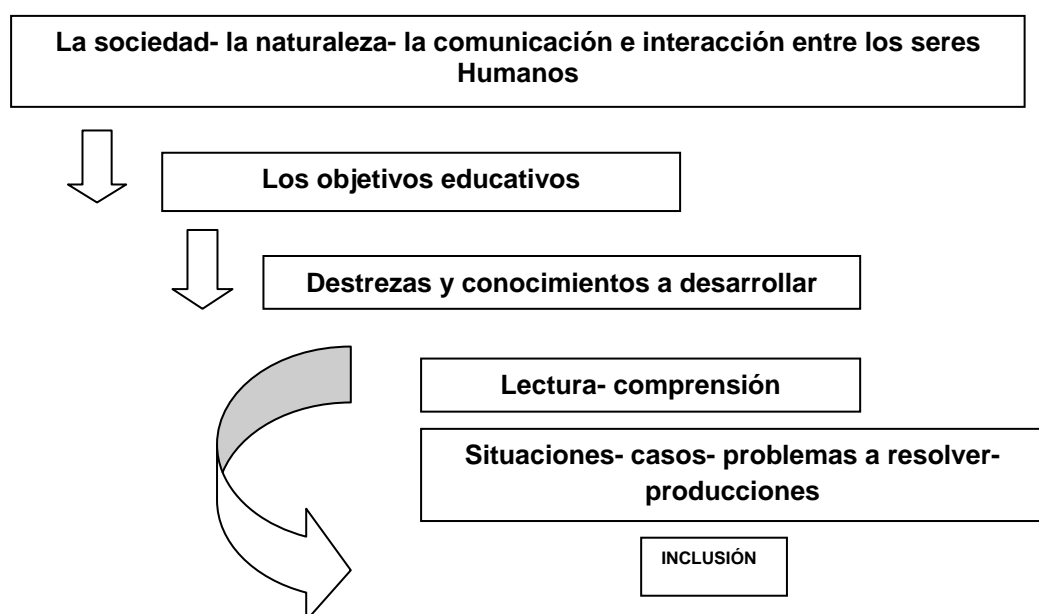 La sociedad- la naturaleza- la comunicación e interacción entre los seres
Humanos
Los objetivos educativos
Destrezas y conocimientos a desarrollar
Lectura- comprensión
Situaciones- casos- problemas a resolver-
producciones
INCLUSIÓN